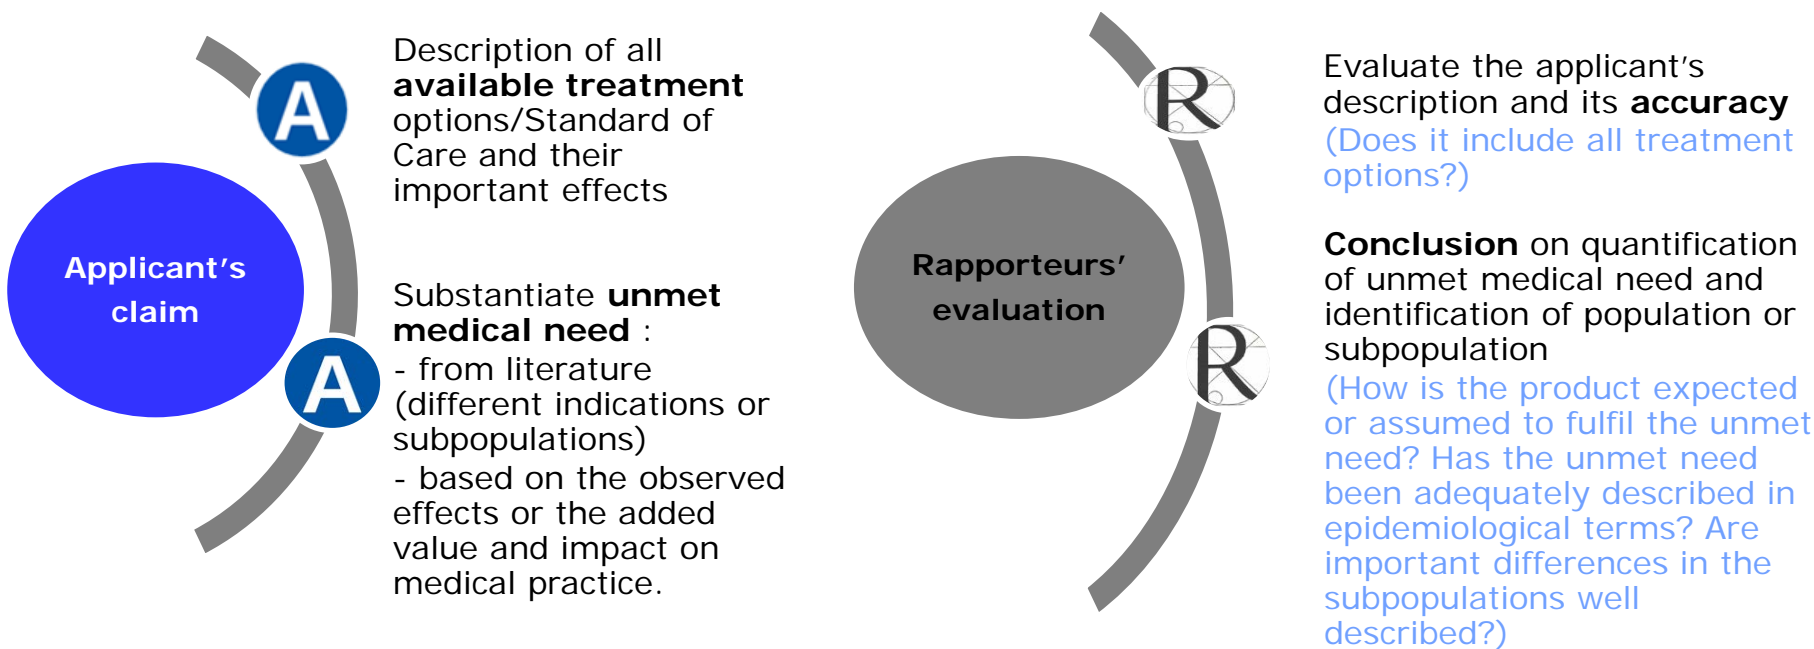 Applicant's
claim
A
Description of all
available treatment
options/Standard of
Care and their
important effects
A
Substantiate unmet
medical need :
- from literature
(different indications or
subpopulations)
- based on the observed
effects or the added
value and impact on
medical practice.
Rapporteurs'
evaluation
R
Evaluate the applicant's
description and its accuracy
(Does it include all treatment
options?)
R
Conclusion on quantification
of unmet medical need and
identification of population or
subpopulation
(How is the product expected
or assumed to fulfil the unmet
need? Has the unmet need
been adequately described in
epidemiological terms? Are
important differences in the
subpopulations well
described?)